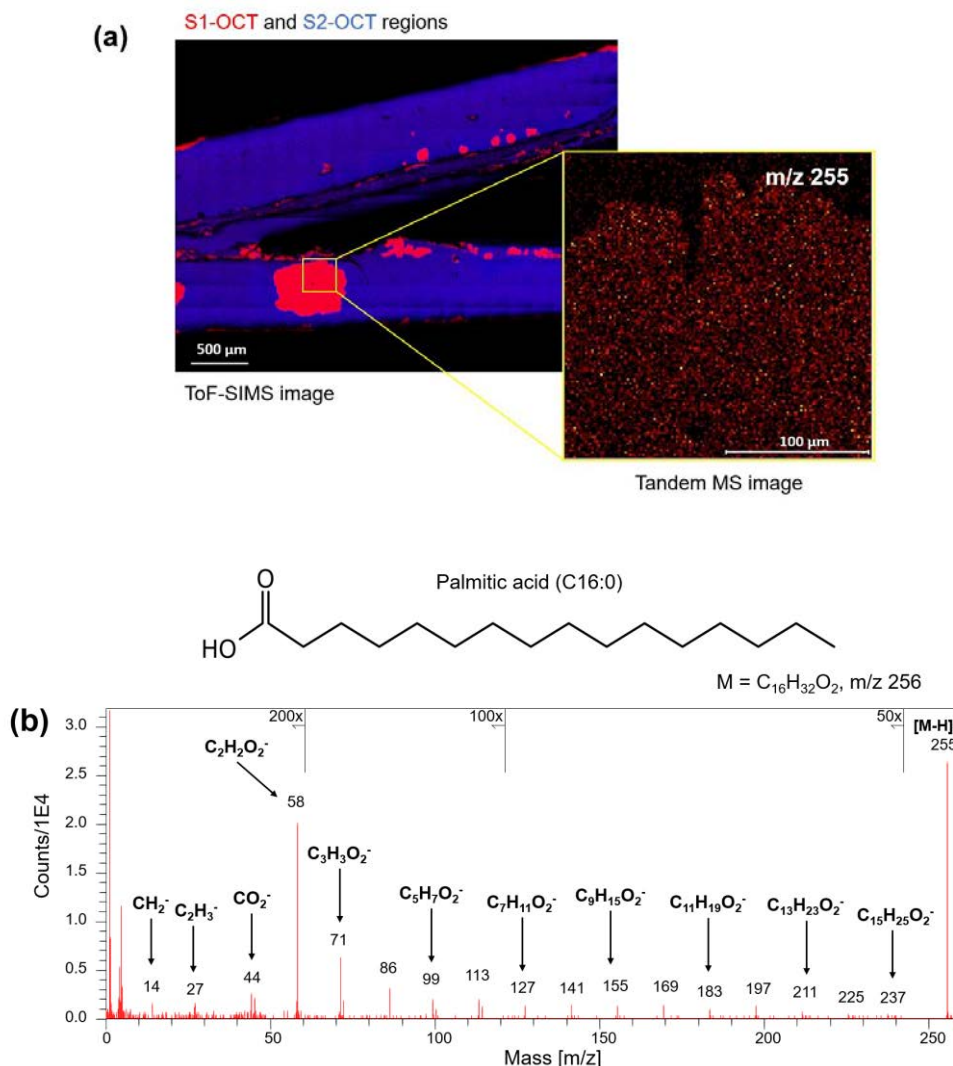 S1-OCT and S2-OCT regions
(a)
m/z 255
500 µm
100 µm
ToF-SIMS image
Tandem MS image
O
HO
Palmitic acid (C16:0)
M = C₁₆H₃₂O₂, m/z 256
(b)
200x
100x
50x
[M-H]
255
C₂H₂O₂⁻
58
C₃H₃O₂⁻
71
CH₂⁻
14
C₂H₃⁻
27
CO₂⁻
44
86
C₅H₇O₂⁻
99
113
C₇H₁₁O₂⁻
127
141
C₉H₁₅O₂⁻
155
169
C₁₁H₁₉O₂⁻
183
197
C₁₃H₂₃O₂⁻
211
225
C₁₅H₂₅O₂⁻
237
Counts/1E4
3.0
2.5
2.0
1.5
1.0
0.5
0.0
0 50 100 150 200 250
Mass [m/z]